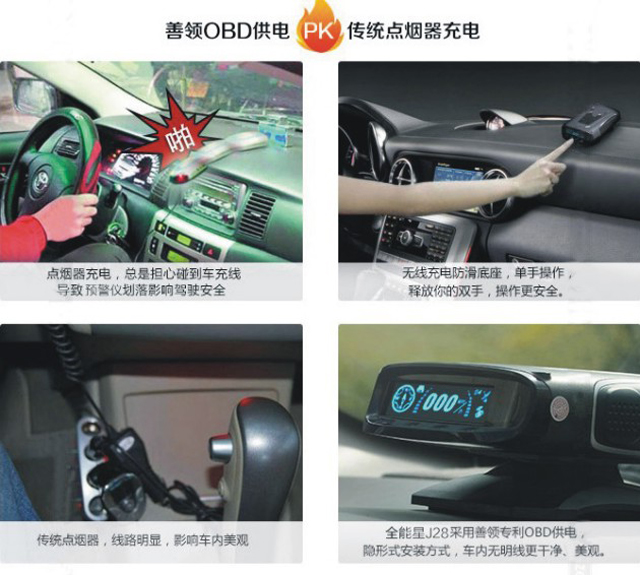 善领OBD供电 PK 传统点烟器充电
啪
点烟器充电，总是担心碰到车充线
导致预警仪划落影响驾驶安全
无线充电防滑底座，单手操作，
释放你的双手，操作更安全。
000
传统点烟器，线路明显，影响车内美观
全能星J28采用善领专利OBD供电，
隐形式安装方式，车内无明线更干净、美观。